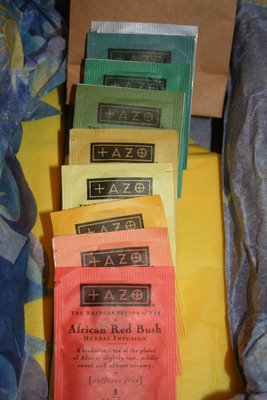 TAZO
TAZO
TAZO
TAZO
TAZO
TAZO
TAZO
TAZO
The Reincarnation of Tea
African Red Bush
Herbal Infusion
A traditional tea of the plains
of Africa, slightly tart, mildly
sweet and almost creamy.
[caffeine free]
1